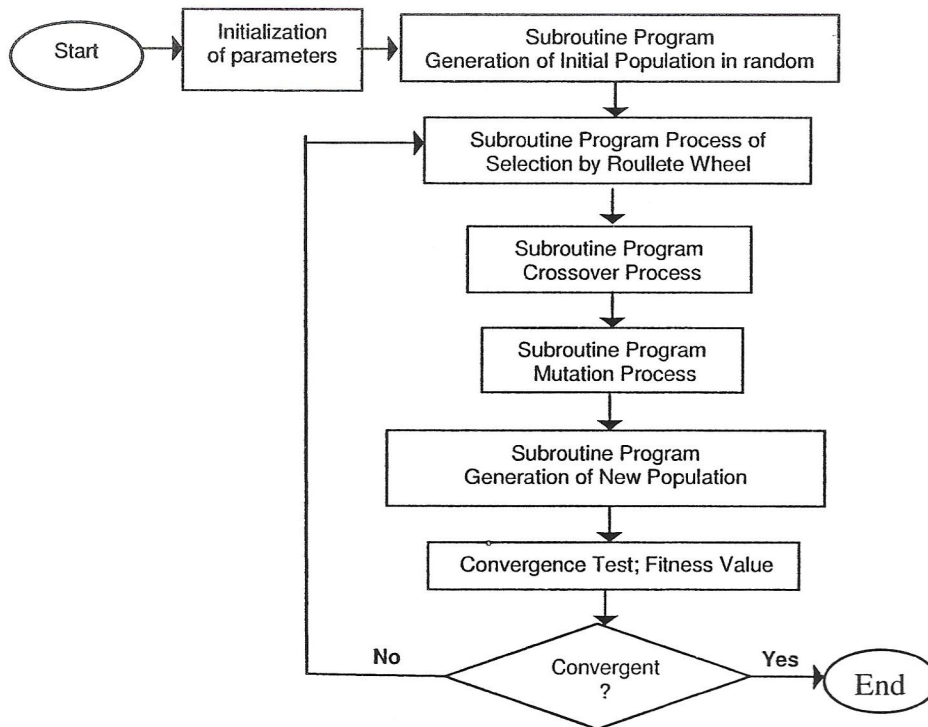 Start
Initialization
of parameters
Subroutine Program
Generation of Initial Population in random
Subroutine Program Process of
Selection by Roullete Wheel
Subroutine Program
Crossover Process
Subroutine Program
Mutation Process
Subroutine Program
Generation of New Population
Convergence Test; Fitness Value
Convergent
?
No
Yes
End